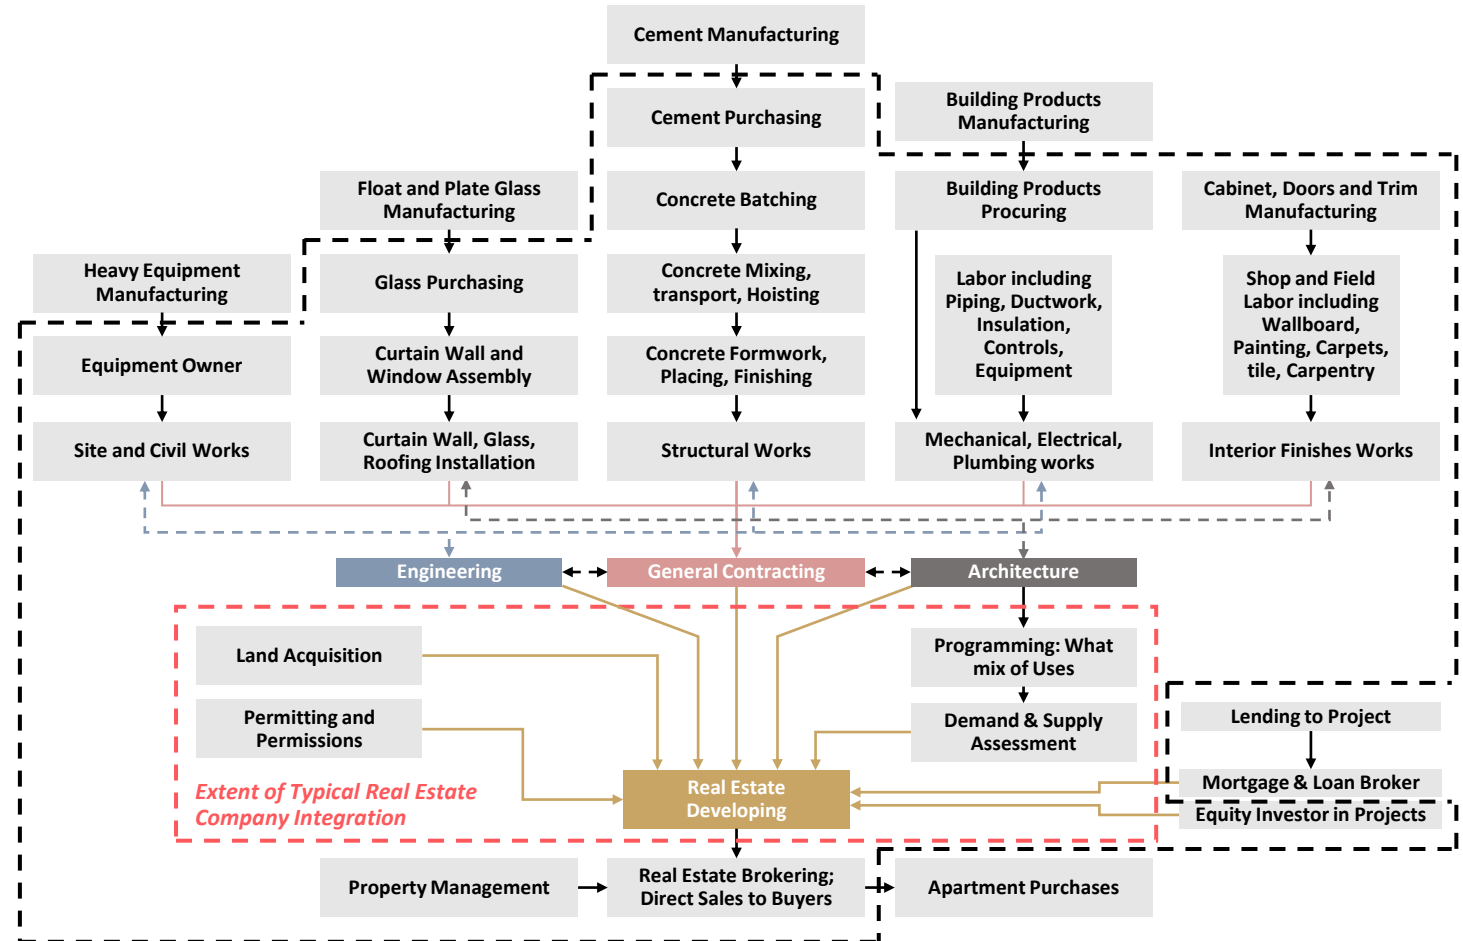 Cement Manufacturing
Cement Purchasing
Building Products
Manufacturing
Float and Plate Glass
Manufacturing
Concrete Batching
Building Products
Procuring
Cabinet, Doors and Trim
Manufacturing
Heavy Equipment
Manufacturing
Glass Purchasing
Concrete Mixing,
transport, Hoisting
Labor including
Piping, Ductwork,
Insulation,
Controls,
Equipment
Shop and Field
Labor including
Wallboard,
Painting, Carpets,
tile, Carpentry
Equipment Owner
Curtain Wall and
Window Assembly
Concrete Formwork,
Placing, Finishing
Site and Civil Works
Curtain Wall, Glass,
Roofing Installation
Structural Works
Mechanical, Electrical,
Plumbing works
Interior Finishes Works
Engineering
General Contracting
Architecture
Land Acquisition
Programming: What
mix of Uses
Permitting and
Permissions
Demand & Supply
Assessment
Lending to Project
Real Estate
Developing
Mortgage & Loan Broker
Extent of Typical Real Estate
Company Integration
Equity Investor in Projects
Property Management
Real Estate Brokering;
Direct Sales to Buyers
Apartment Purchases